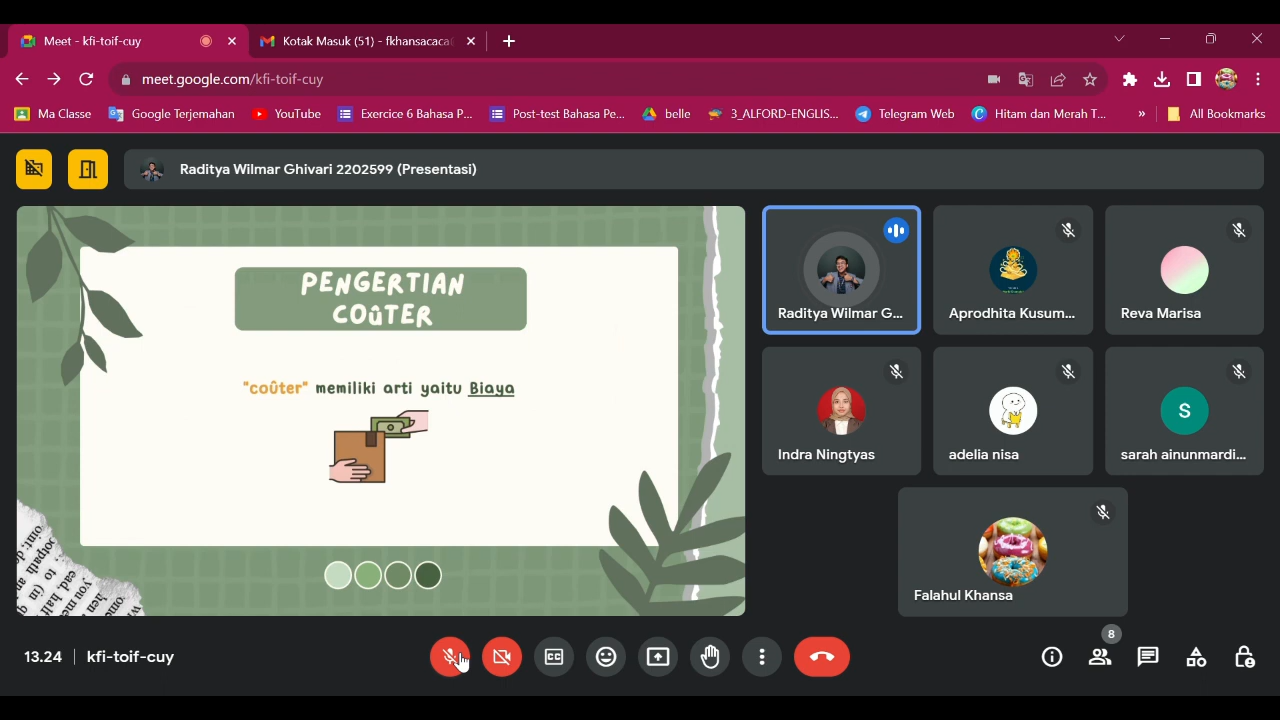 Meet - kfi-toif-cuy
Kotak Masuk (51) - fkhansacaca
meet.google.com/kfi-toif-cuy
Ma Classe
Google Terjemahan
YouTube
Exercice 6 Bahasa P...
Post-test Bahasa Pe...
belle
3_ALFORD-ENGLIS...
Telegram Web
Hitam dan Merah T...
»
All Bookmarks
Raditya Wilmar Ghivari 2202599 (Presentasi)
PENGERTIAN
COûTER
"coûter" memiliki arti yaitu Biaya
Raditya Wilmar G...
Aprodhita Kusum...
Reva Marisa
Indra Ningtyas
adelia nisa
S
sarah ainunmardi...
Falahul Khansa
13.24 | kfi-toif-cuy
CC
8